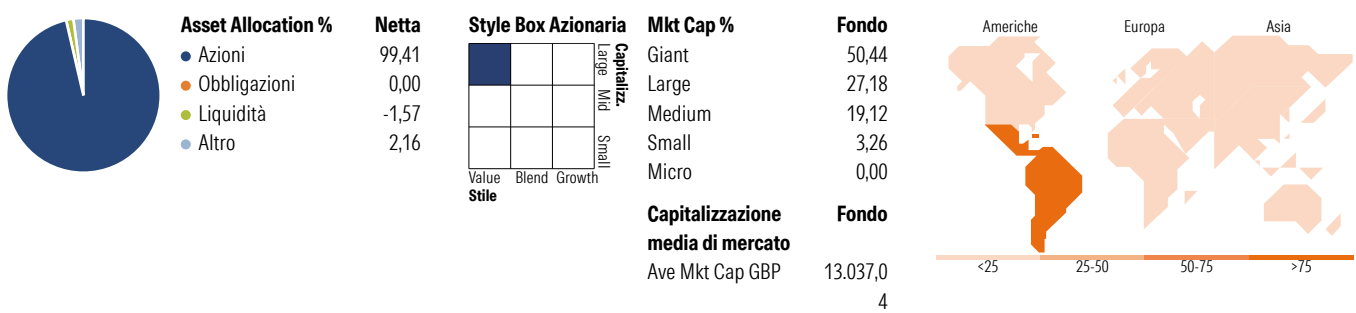 Asset Allocation % Netta
Azioni 99,41
Obbligazioni 0,00
Liquidità -1,57
Altro 2,16
Style Box Azionaria
Capitalizz.
Large Mid Small
Value Blend Growth
Stile
Mkt Cap % Fondo
Giant 50,44
Large 27,18
Medium 19,12
Small 3,26
Micro 0,00
Capitalizzazione Fondo
media di mercato
Ave Mkt Cap GBP 13.037,0
4
Americhe Europa Asia
<25 25-50 50-75 >75